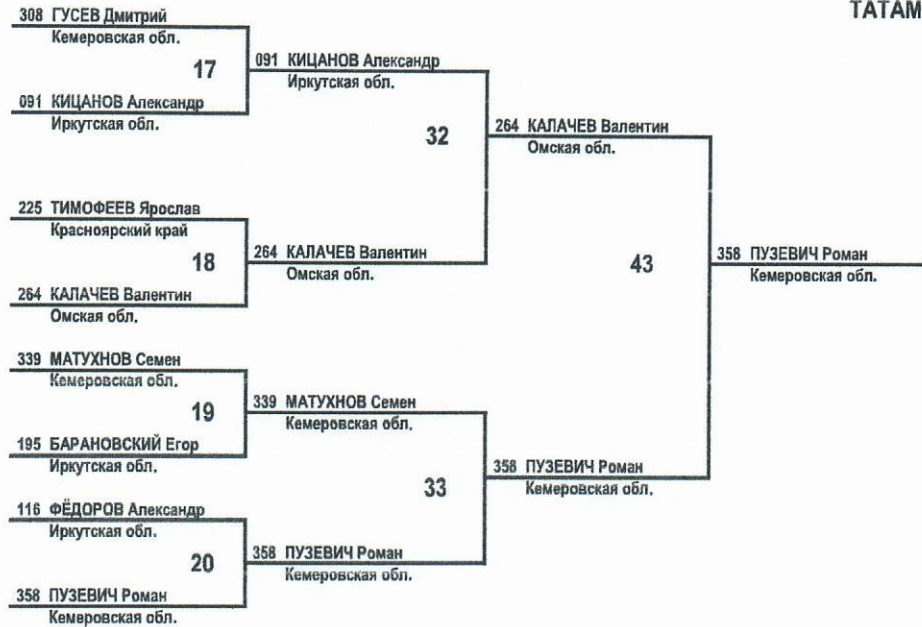 ТАТАМ
308 ГУСЕВ Дмитрий
Кемеровская обл.
17
091 КИЦАНОВ Александр
Иркутская обл.
091 КИЦАНОВ Александр
Иркутская обл.
32
264 КАЛАЧЕВ Валентин
Омская обл.
225 ТИМОФЕЕВ Ярослав
Красноярский край
18
264 КАЛАЧЕВ Валентин
Омская обл.
264 КАЛАЧЕВ Валентин
Омская обл.
43
358 ПУЗЕВИЧ Роман
Кемеровская обл.
339 МАТУХНОВ Семен
Кемеровская обл.
19
339 МАТУХНОВ Семен
Кемеровская обл.
195 БАРАНОВСКИЙ Егор
Иркутская обл.
33
358 ПУЗЕВИЧ Роман
Кемеровская обл.
116 ФЁДОРОВ Александр
Иркутская обл.
20
358 ПУЗЕВИЧ Роман
Кемеровская обл.
358 ПУЗЕВИЧ Роман
Кемеровская обл.